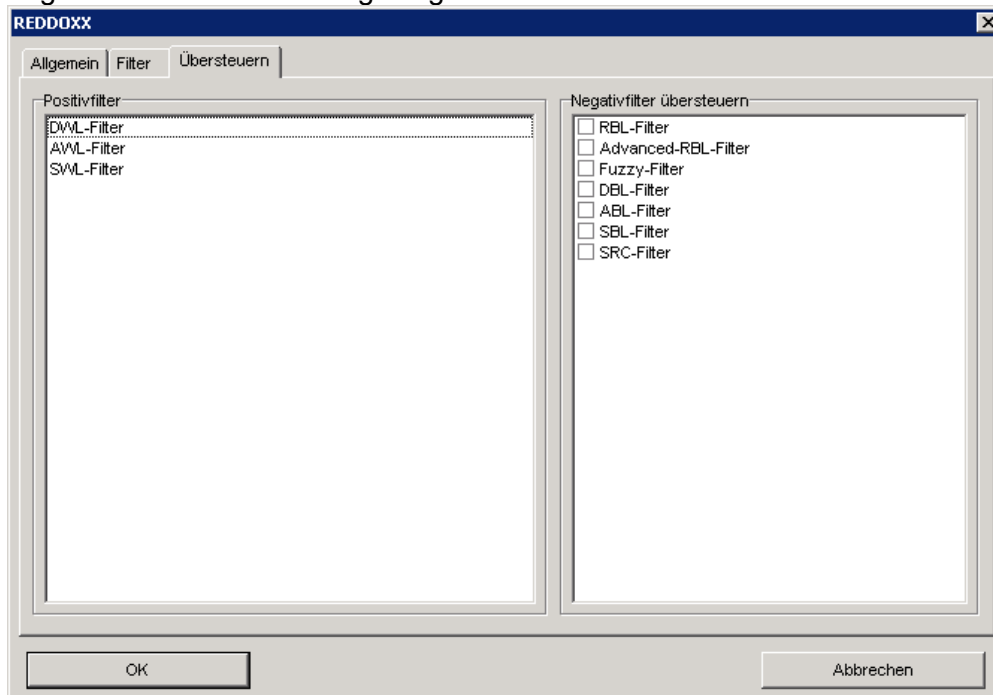 REDDOXX
Allgemein Filter Übersteuern
Positivfilter
DWL-Filter
AWL-Filter
SWL-Filter
Negativfilter übersteuern
RBL-Filter
Advanced-RBL-Filter
Fuzzy-Filter
DBL-Filter
ABL-Filter
SBL-Filter
SRC-Filter
OK Abbrechen